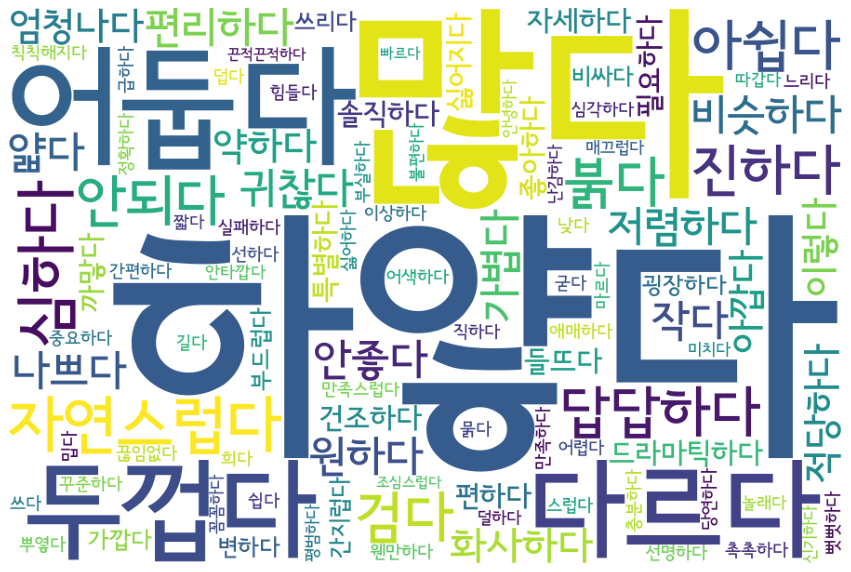 엄청나다
편리하다
쓰리다
칙칙해지다
급하다
끈적끈적하다
덥다
힘들다
빠르다
싫어지다
자세하다
비싸다
필요하다
아쉽다
따갑다
느리다
어둡다
맞다
얇다
정확하다
약하다
솔직하다
부실하다
불편하다
안녕하다
좋아하다
난감하다
심각하다
매끄럽다
비슷하다
붉다
진하다
심하다
안되다
귀찮다
짧다
실패하다
이상하다
까맣다
선하다
특별하다
싫어하다
가볍다
낮다
저렴하다
이렇다
간편하다
안타깝다
어색하다
굳다
마르다
굉장하다
아깝다
하얗다
중요하다
길다
부드럽다
직하다
애매하다
작다
미치다
나쁘다
안좋다
들뜨다
만족스럽다
자연스럽다
건조하다
묽다
답답하다
적당하다
밉다
끊임없다
희다
원하다
만족하다
어렵다
드라마틱하다
두껍다
꾸준하다
꼼꼼하다
쉽다
조심스럽다
편하다
스럽다
충분하다
당연하다
놀래다
다르다
쓰다
평범하다
간지럽다
검다
덜하다
뿌옇다
가깝다
변하다
웬만하다
화사하다
선명하다
촉촉하다
신기하다
뻣뻣하다